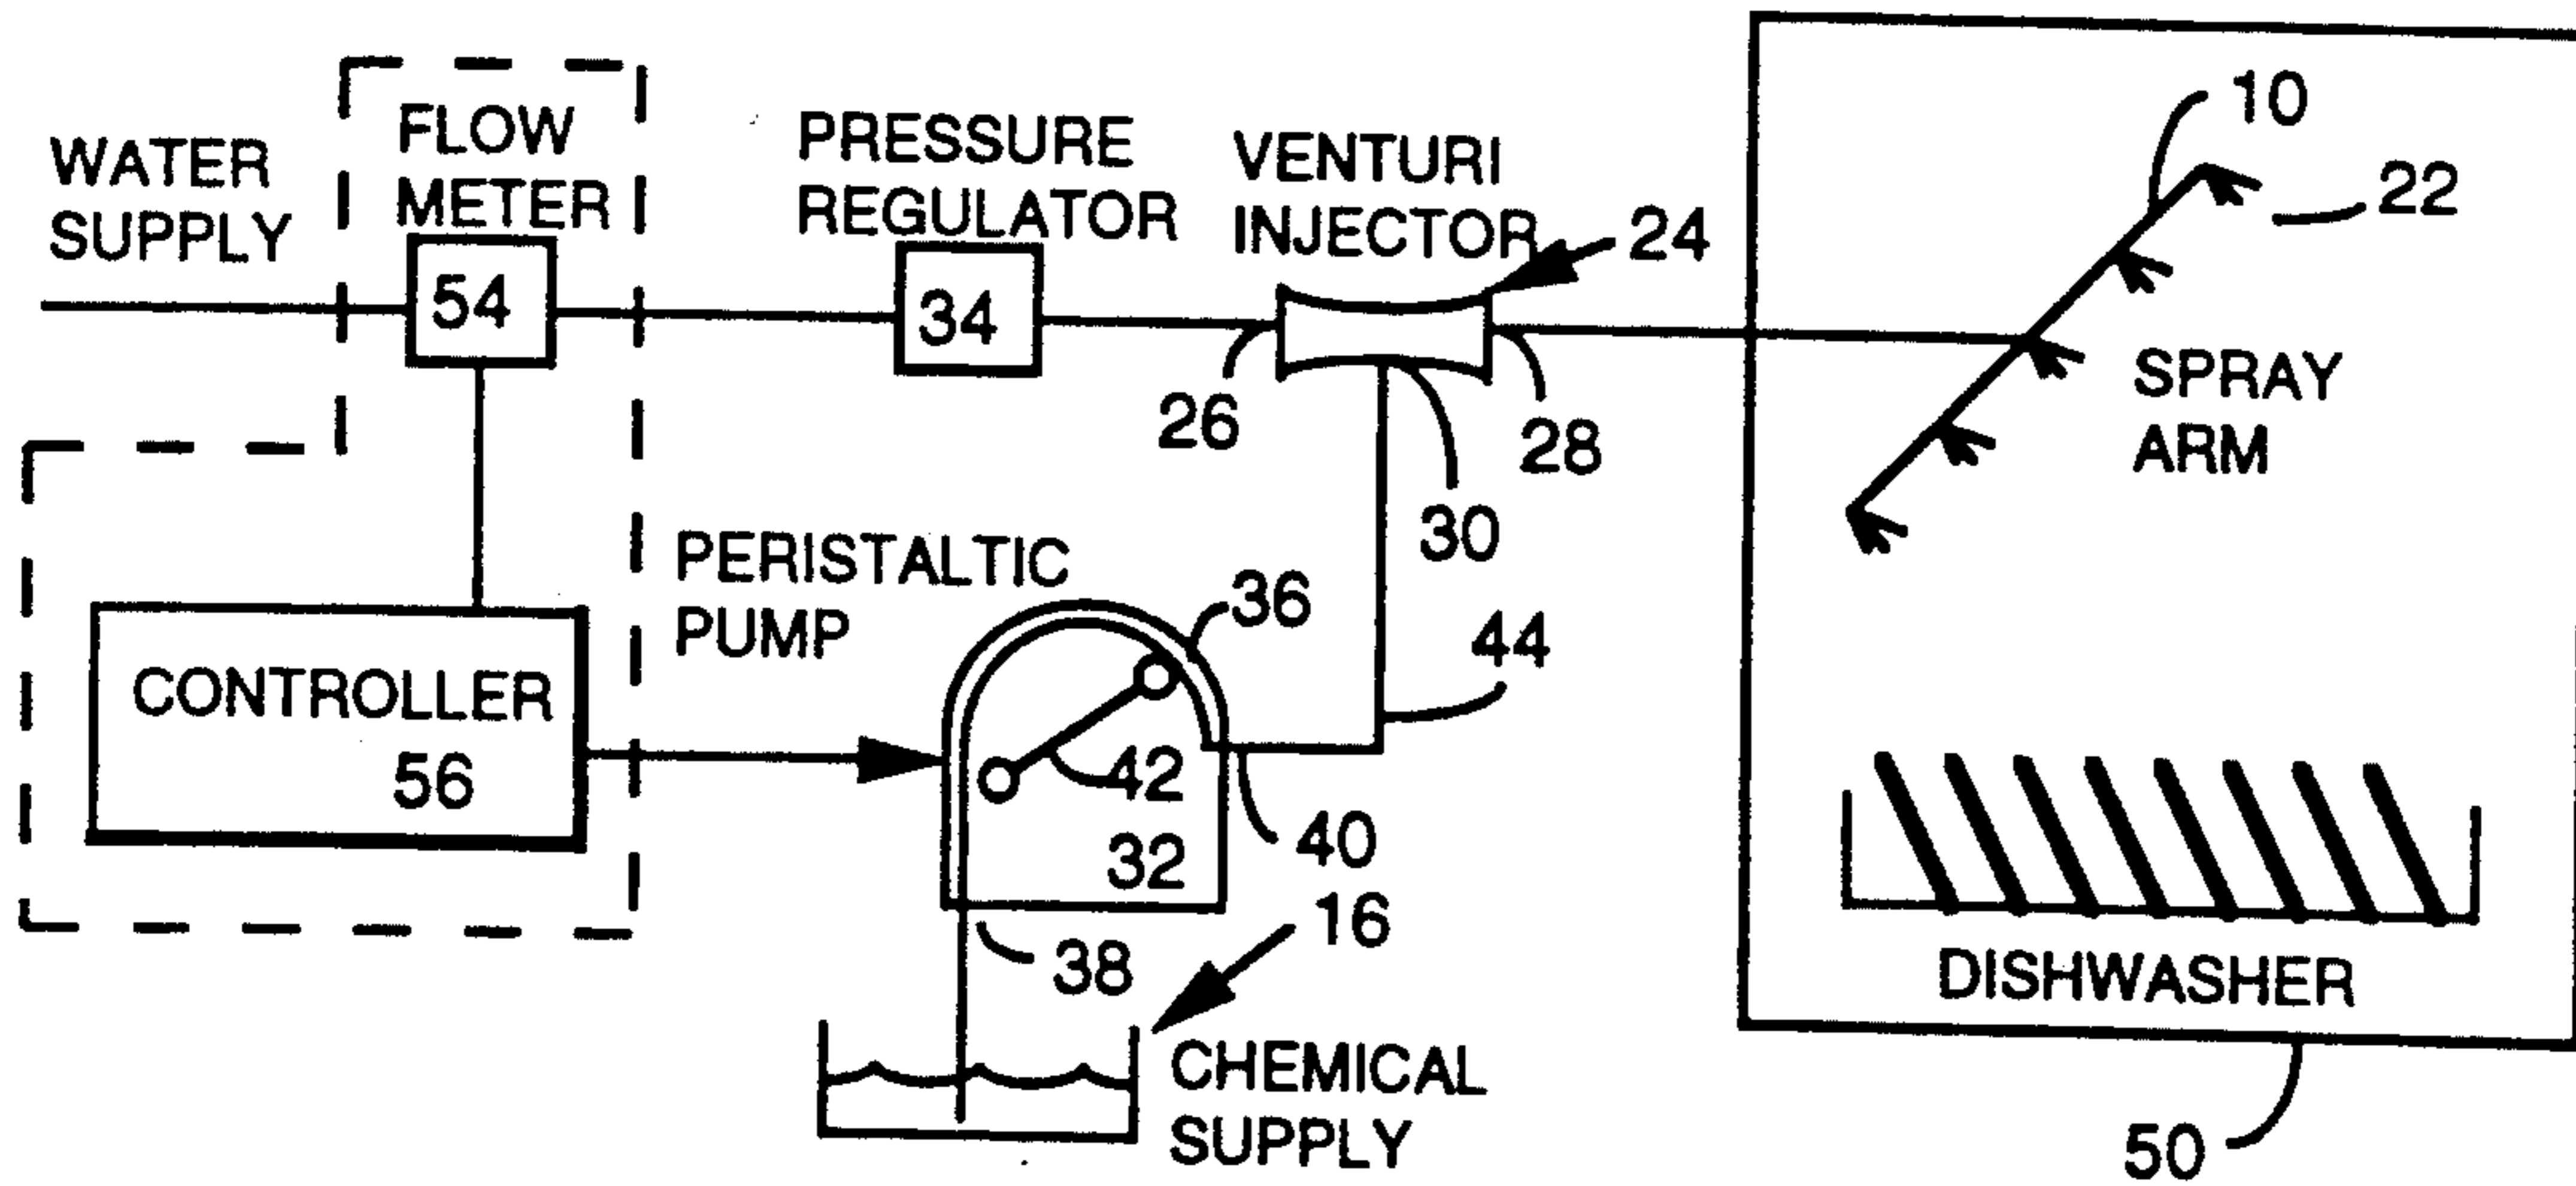 WATER
SUPPLY
FLOW
METER
54
PRESSURE
REGULATOR
34
VENTURI
INJECTOR
24
26
28
30
10
22
SPRAY
ARM
CONTROLLER
56
PERISTALTIC
PUMP
36
44
42
32
40
38
16
CHEMICAL
SUPPLY
DISHWASHER
50